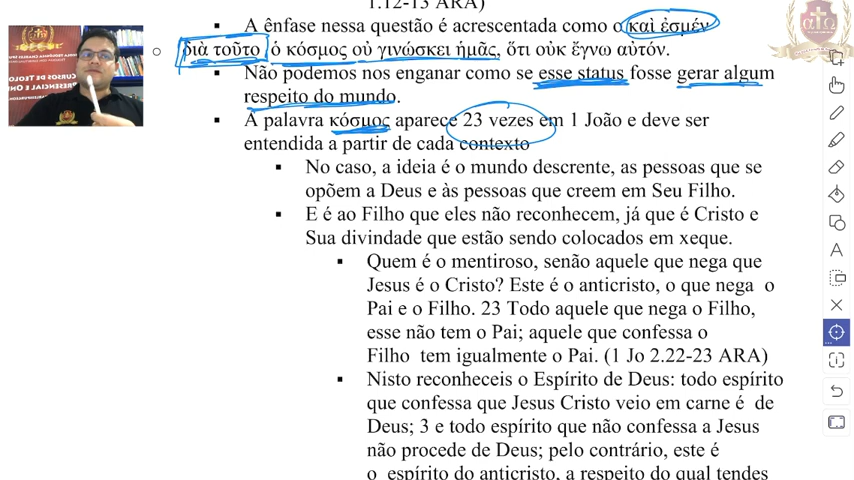 1.12-13 ARA)
▪ A ênfase nessa questão é acrescentada como o καὶ ἐσμέν
○ διὰ τοῦτο ὁ κόσμος οὐ γινώσκει ἡμᾶς, ὅτι οὐκ ἔγνω αὐτόν.
▪ Não podemos nos enganar como se esse status fosse gerar algum
respeito do mundo.
▪ A palavra κόσμος aparece 23 vezes em 1 João e deve ser
entendida a partir de cada contexto
▪ No caso, a ideia é o mundo descrente, as pessoas que se
opõem a Deus e às pessoas que creem em Seu Filho.
▪ E é ao Filho que eles não reconhecem, já que é Cristo e
Sua divindade que estão sendo colocados em xeque.
▪ Quem é o mentiroso, senão aquele que nega que
Jesus é o Cristo? Este é o anticristo, o que nega o
Pai e o Filho. 23 Todo aquele que nega o Filho,
esse não tem o Pai; aquele que confessa o
Filho tem igualmente o Pai. (1 Jo 2.22-23 ARA)
▪ Nisto reconheceis o Espírito de Deus: todo espírito
que confessa que Jesus Cristo veio em carne é de
Deus; 3 e todo espírito que não confessa a Jesus
não procede de Deus; pelo contrário, este é
o espírito do anticristo, a respeito do qual tendes